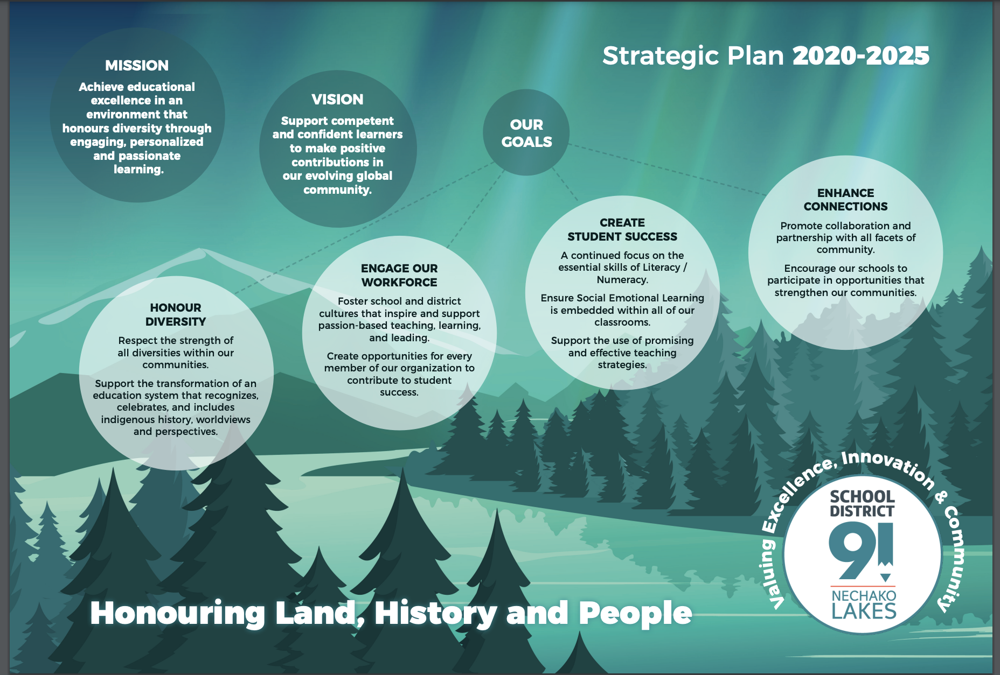 Strategic Plan 2020-2025
MISSION
Achieve educational
excellence in an
environment that
honours diversity through
engaging, personalized
and passionate
learning.
VISION
Support competent
and confident learners
to make positive
contributions in
our evolving global
community.
OUR
GOALS
HONOUR
DIVERSITY
Respect the strength of
all diversities within our
communities.
Support the transformation of an
education system that recognizes,
celebrates, and includes
indigenous history, worldviews
and perspectives.
ENGAGE OUR
WORKFORCE
Foster school and district
cultures that inspire and support
passion-based teaching, learning,
and leading.
Create opportunities for every
member of our organization to
contribute to student
success.
CREATE
STUDENT SUCCESS
A continued focus on the
essential skills of Literacy /
Numeracy.
Ensure Social Emotional Learning
is embedded within all of our
classrooms.
Support the use of promising
and effective teaching
strategies.
ENHANCE
CONNECTIONS
Promote collaboration and
partnership with all facets of
community.
Encourage our schools to
participate in opportunities that
strengthen our communities.
Honouring Land, History and People
Valuing Excellence, Innovation & Community
SCHOOL
DISTRICT
91
NECHAKO
LAKES